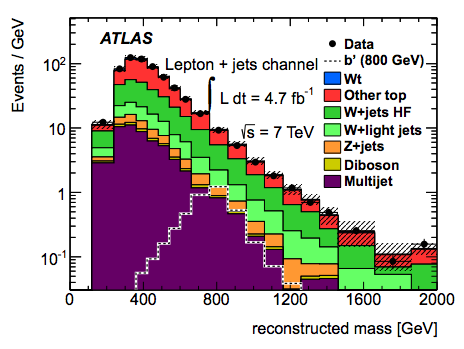 ATLAS
Lepton + jets channel
∫ L dt = 4.7 fb⁻¹
√s = 7 TeV
Data
b' (800 GeV)
Wt
Other top
W+jets HF
W+light jets
Z+jets
Diboson
Multijet
Events / GeV
10²
10
1
10⁻¹
0 400 800 1200 1600 2000
reconstructed mass [GeV]